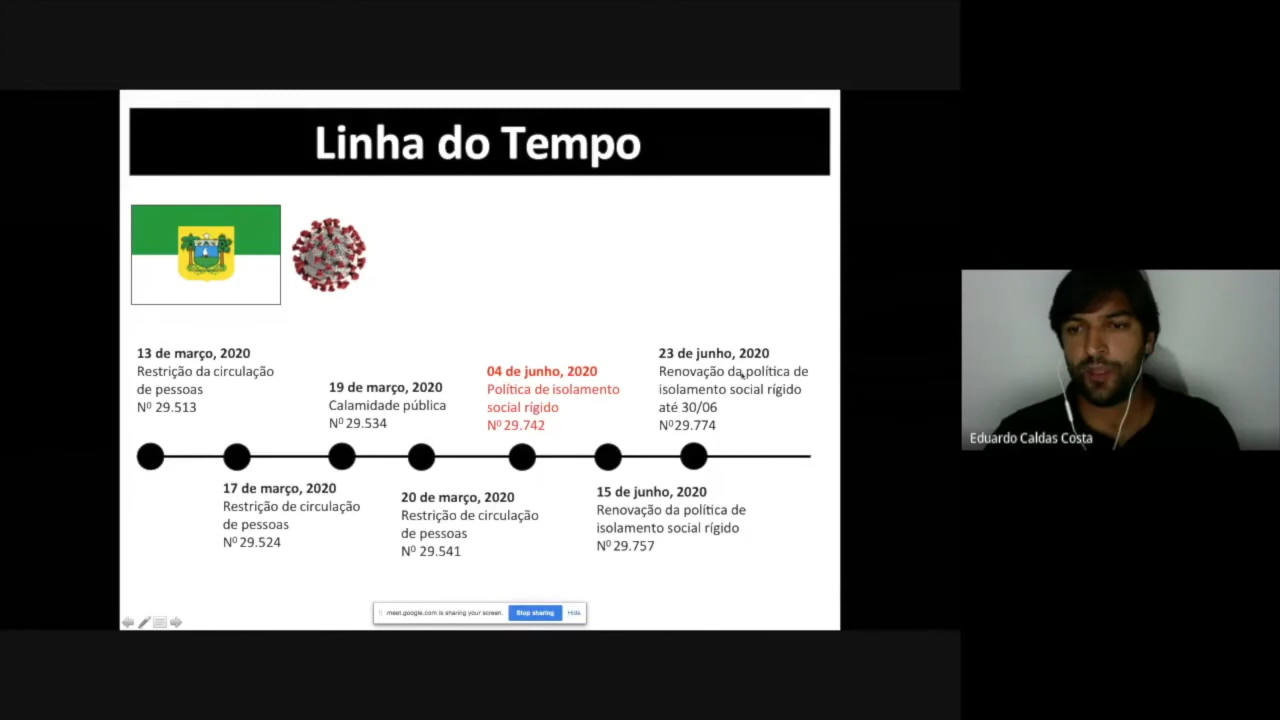 Linha do Tempo
13 de março, 2020
Restrição da circulação
de pessoas
Nº 29.513
19 de março, 2020
Calamidade pública
Nº 29.534
04 de junho, 2020
Política de isolamento
social rígido
Nº 29.742
23 de junho, 2020
Renovação da política de
isolamento social rígido
até 30/06
Nº29.774
17 de março, 2020
Restrição de circulação
de pessoas
Nº 29.524
20 de março, 2020
Restrição de circulação
de pessoas
Nº 29.541
15 de junho, 2020
Renovação da política de
isolamento social rígido
Nº 29.757
meet.google.com is sharing your screen.
Stop sharing
Hide
Eduardo Caldas Costa